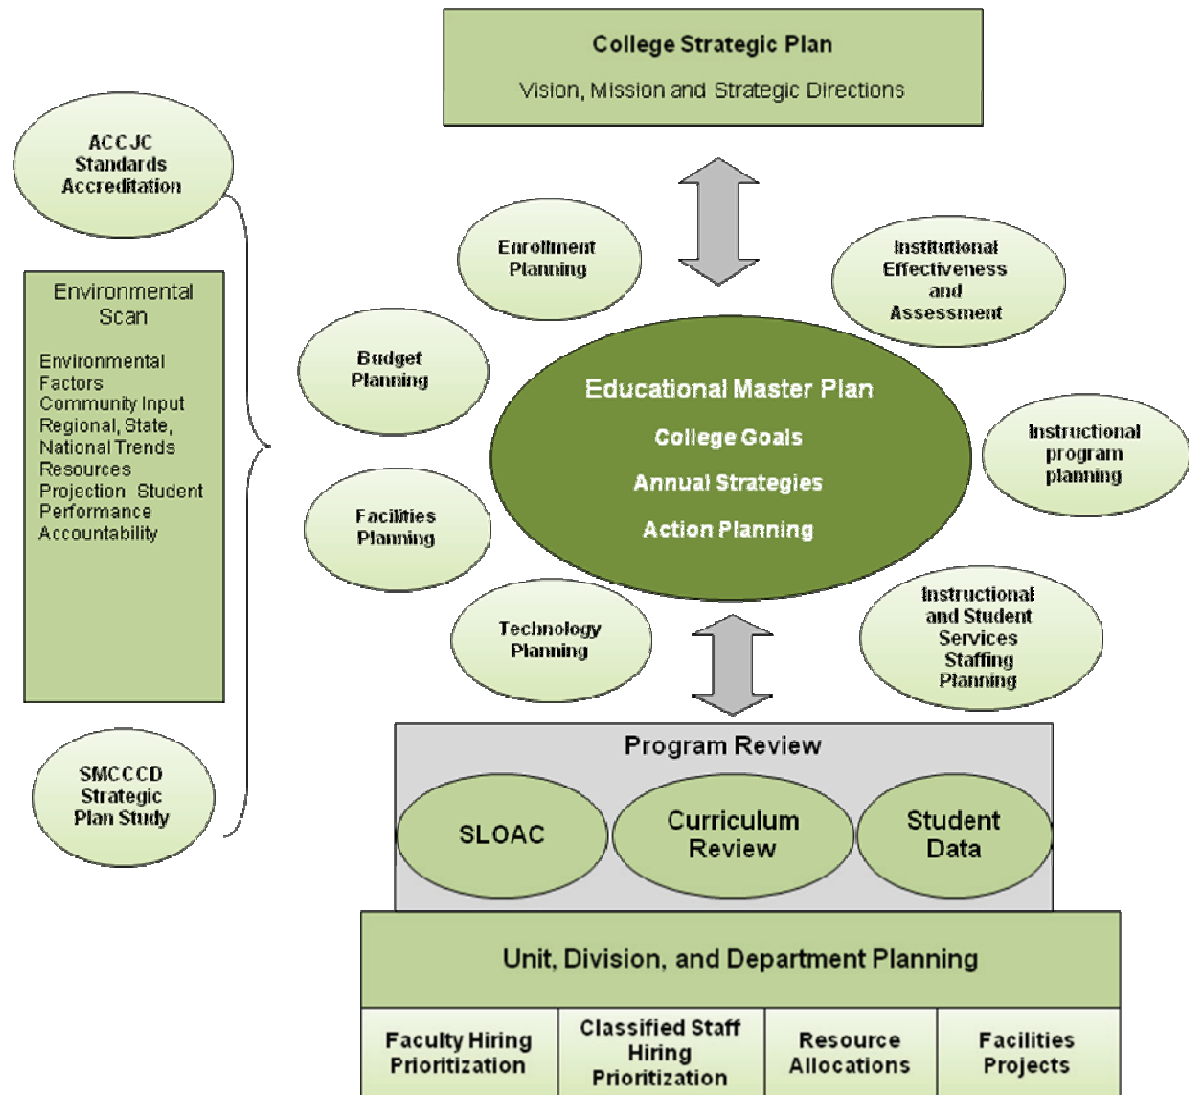 College Strategic Plan
Vision, Mission and Strategic Directions
ACCJC
Standards
Accreditation
Environmental
Scan
Environmental
Factors
Community Input
Regional, State,
National Trends
Resources
Projection Student
Performance
Accountability
SMCCCD
Strategic
Plan Study
Enrollment
Planning
Budget
Planning
Facilities
Planning
Technology
Planning
Institutional
Effectiveness
and
Assessment
Instructional
program
planning
Instructional
and Student
Services
Staffing
Planning
Educational Master Plan
College Goals
Annual Strategies
Action Planning
Program Review
SLOAC
Curriculum
Review
Student
Data
Unit, Division, and Department Planning
Faculty Hiring
Prioritization
Classified Staff
Hiring
Prioritization
Resource
Allocations
Facilities
Projects